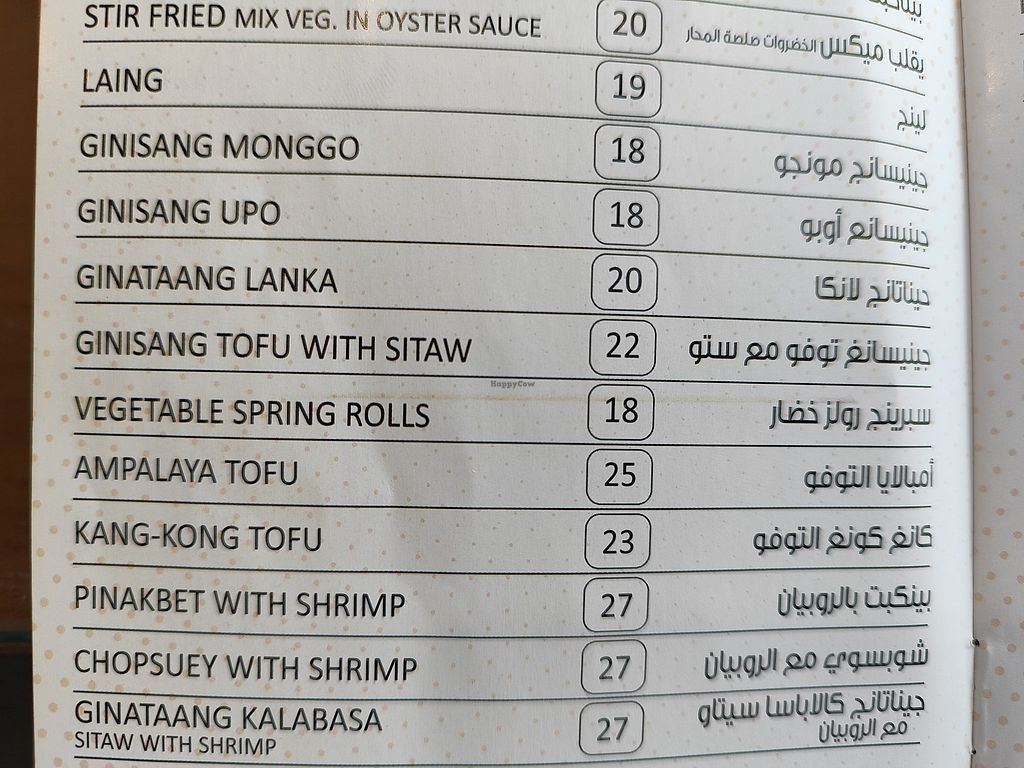 STIR FRIED MIX VEG. IN OYSTER SAUCE 20 يقلب ميكس الخضروات صلصة المحار
LAING 19 لينج
GINISANG MONGGO 18 جينيسانج مونجو
GINISANG UPO 18 جينيسانغ أوبو
GINATAANG LANKA 20 جيناتانج لانكا
GINISANG TOFU WITH SITAW 22 جينيسانغ توفو مع ستو
HappyCow
VEGETABLE SPRING ROLLS 18 سبرينج رولز خضار
AMPALAYA TOFU 25 أمبالايا التوفو
KANG-KONG TOFU 23 كانغ كونغ التوفو
PINAKBET WITH SHRIMP 27 بينكبت بالروبيان
CHOPSUEY WITH SHRIMP 27 شوبسوي مع الروبيان
GINATAANG KALABASA 27 جيناتانج كالاباسا سيتاو
SITAW WITH SHRIMP مع الروبيان